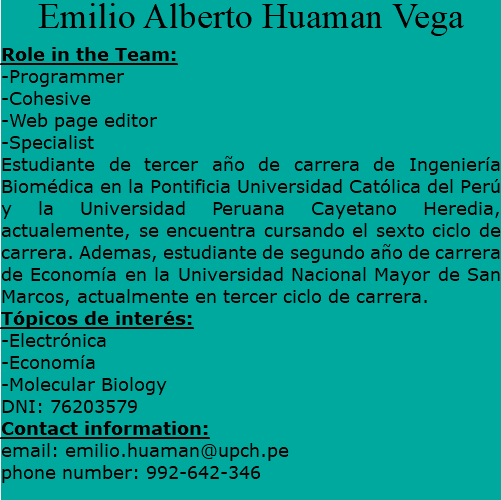 Emilio Alberto Huaman Vega
Role in the Team:
-Programmer
-Cohesive
-Web page editor
-Specialist
Estudiante de tercer año de carrera de Ingeniería
Biomédica en la Pontificia Universidad Católica del Perú
y la Universidad Peruana Cayetano Heredia,
actualemente, se encuentra cursando el sexto ciclo de
carrera. Ademas, estudiante de segundo año de carrera
de Economía en la Universidad Nacional Mayor de San
Marcos, actualmente en tercer ciclo de carrera.
Tópicos de interés:
-Electrónica
-Economía
-Molecular Biology
DNI: 76203579
Contact information:
email: emilio.huaman@upch.pe
phone number: 992-642-346